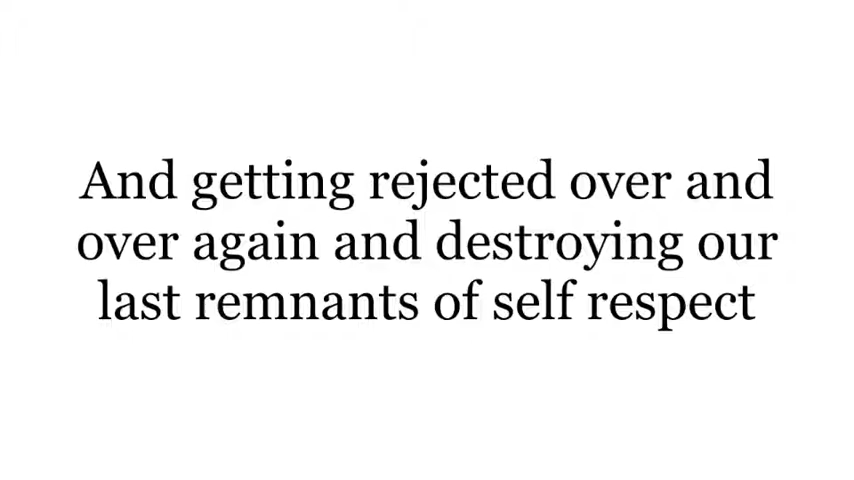 And getting rejected over and
over again and destroying our
last remnants of self respect